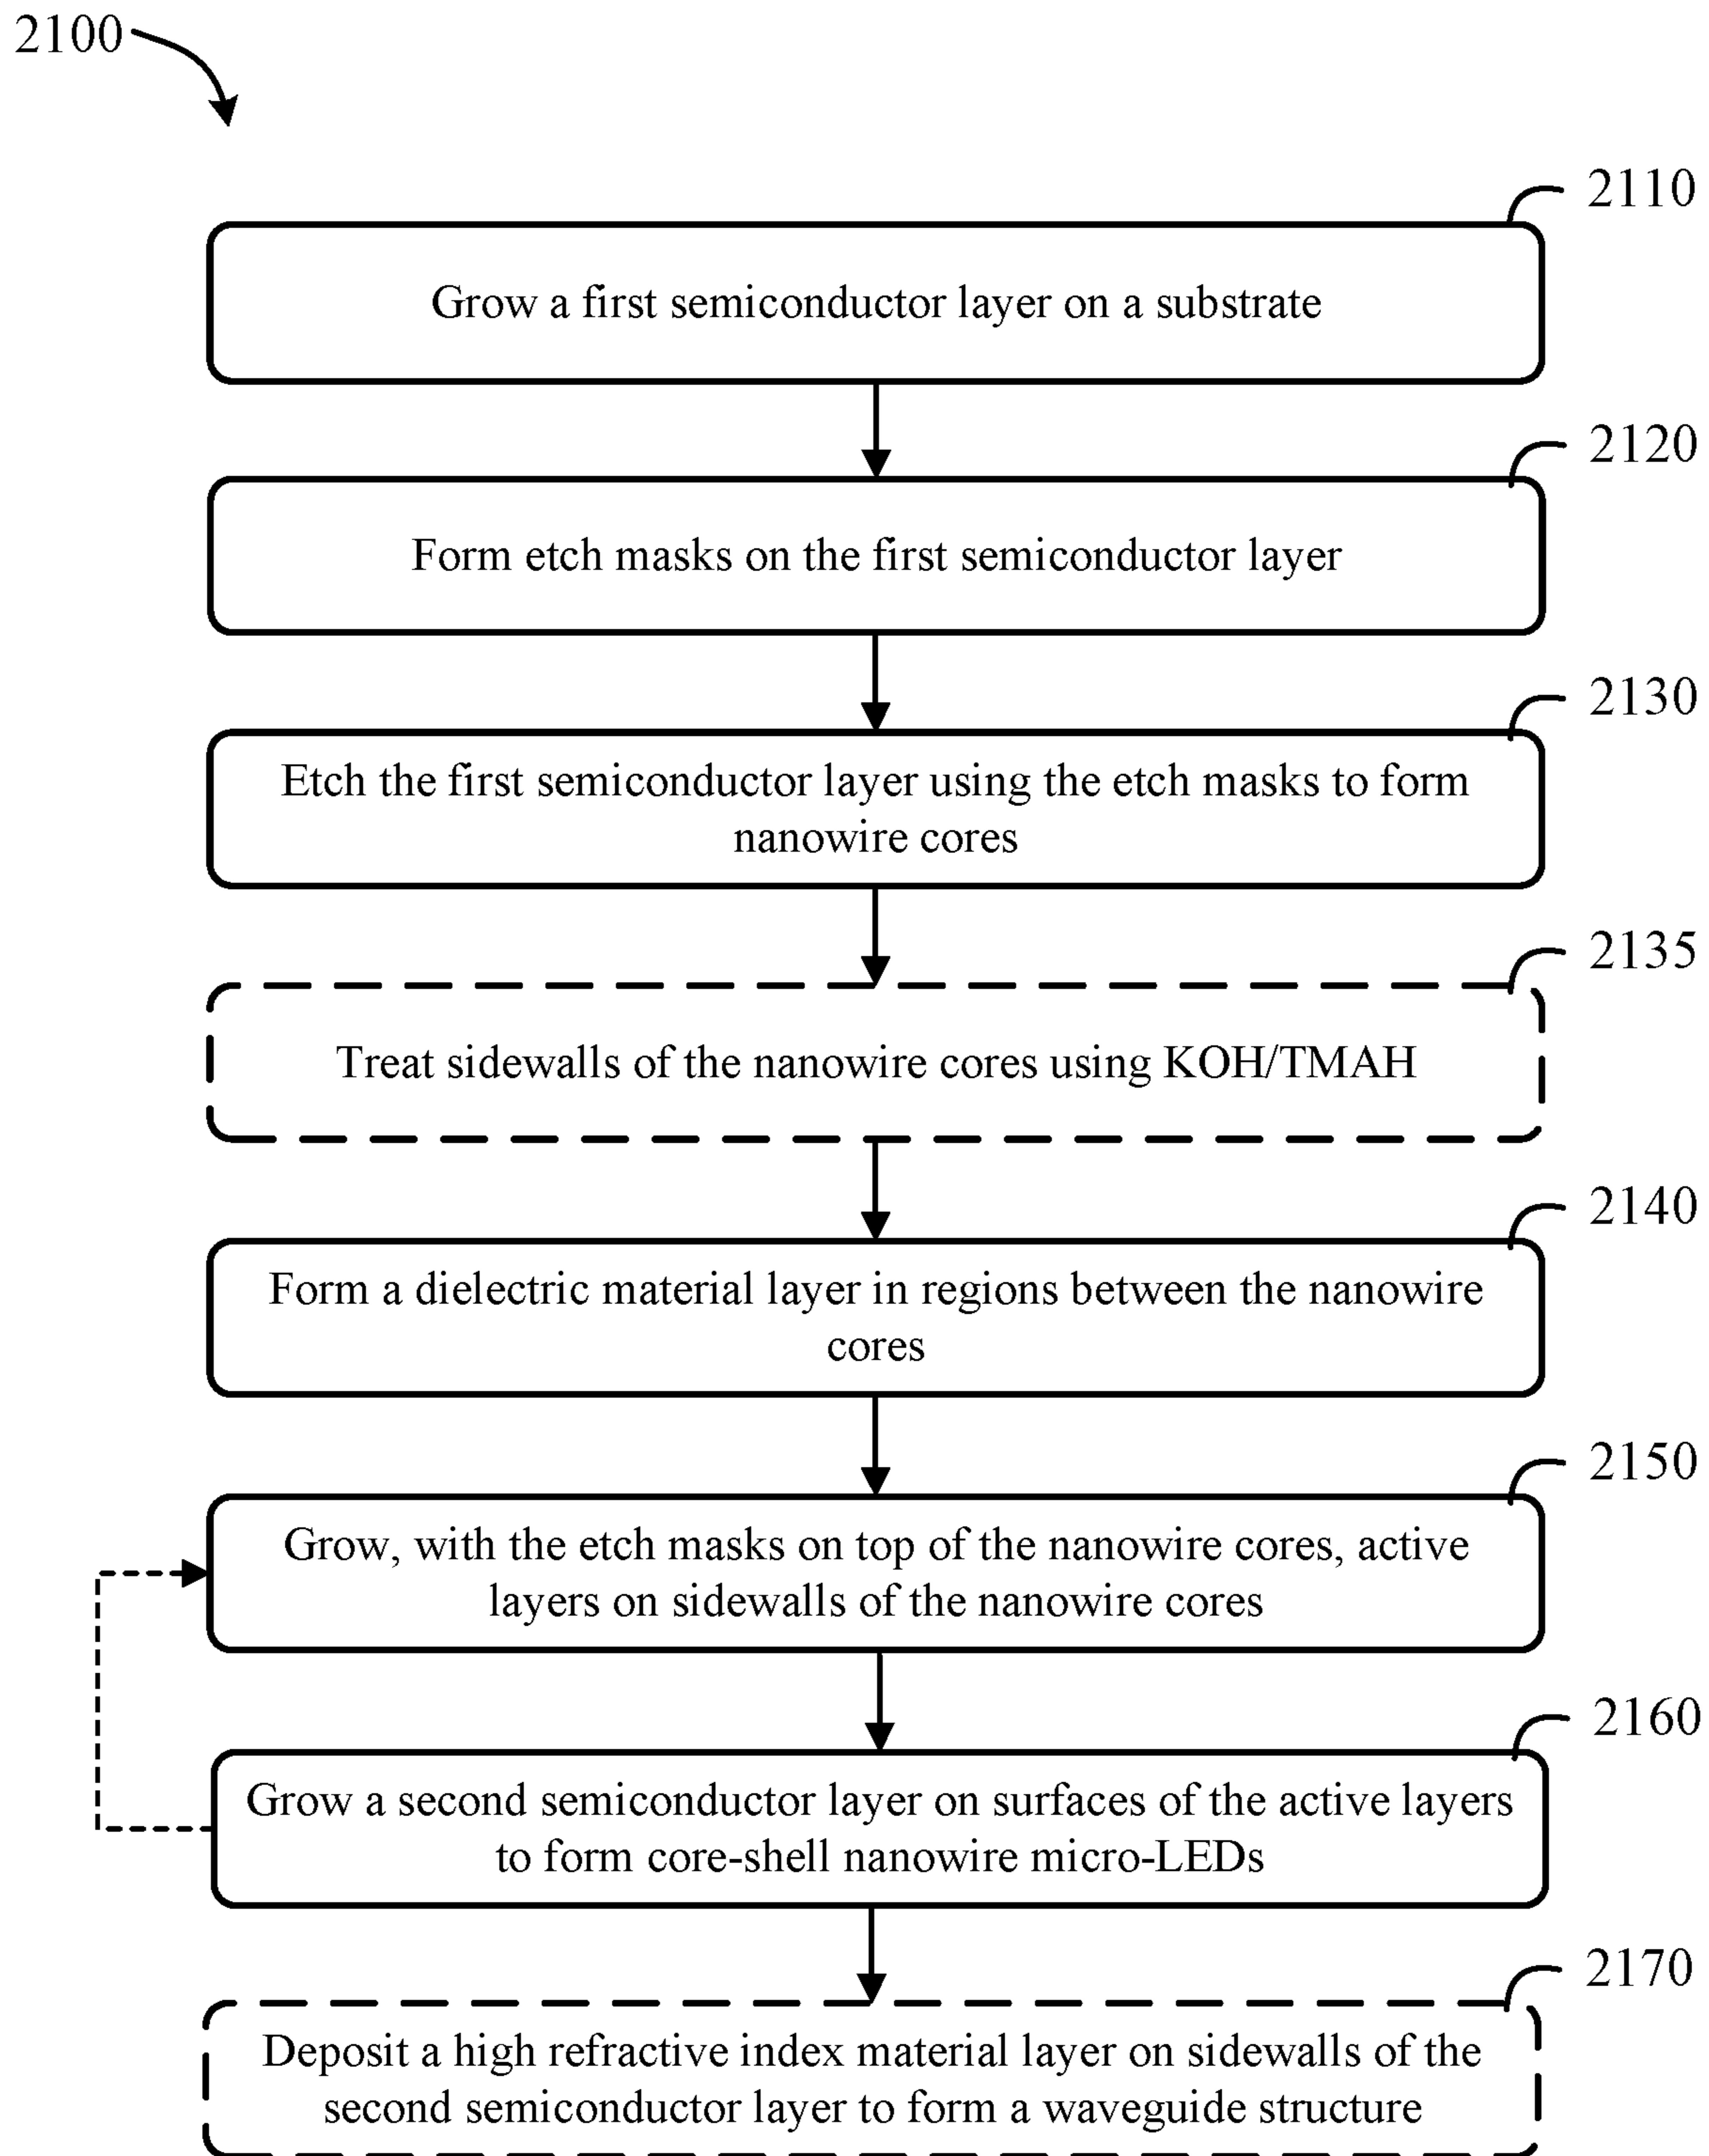 2100
2110
Grow a first semiconductor layer on a substrate
2120
Form etch masks on the first semiconductor layer
2130
Etch the first semiconductor layer using the etch masks to form
nanowire cores
2135
Treat sidewalls of the nanowire cores using KOH/TMAH
2140
Form a dielectric material layer in regions between the nanowire
cores
2150
Grow, with the etch masks on top of the nanowire cores, active
layers on sidewalls of the nanowire cores
2160
Grow a second semiconductor layer on surfaces of the active layers
to form core-shell nanowire micro-LEDs
2170
Deposit a high refractive index material layer on sidewalls of the
second semiconductor layer to form a waveguide structure